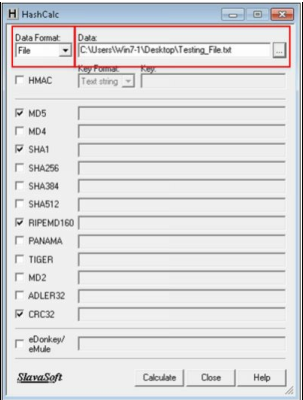 HashCalc
Data Format: Data:
File C:\Users\Win7-1\Desktop\Testing_File.txt ...
Key Format: Key:
HMAC Text string
MD5
MD4
SHA1
SHA256
SHA384
SHA512
RIPEMD160
PANAMA
TIGER
MD2
ADLER32
CRC32
eDonkey/
eMule
SlavaSoft Calculate Close Help